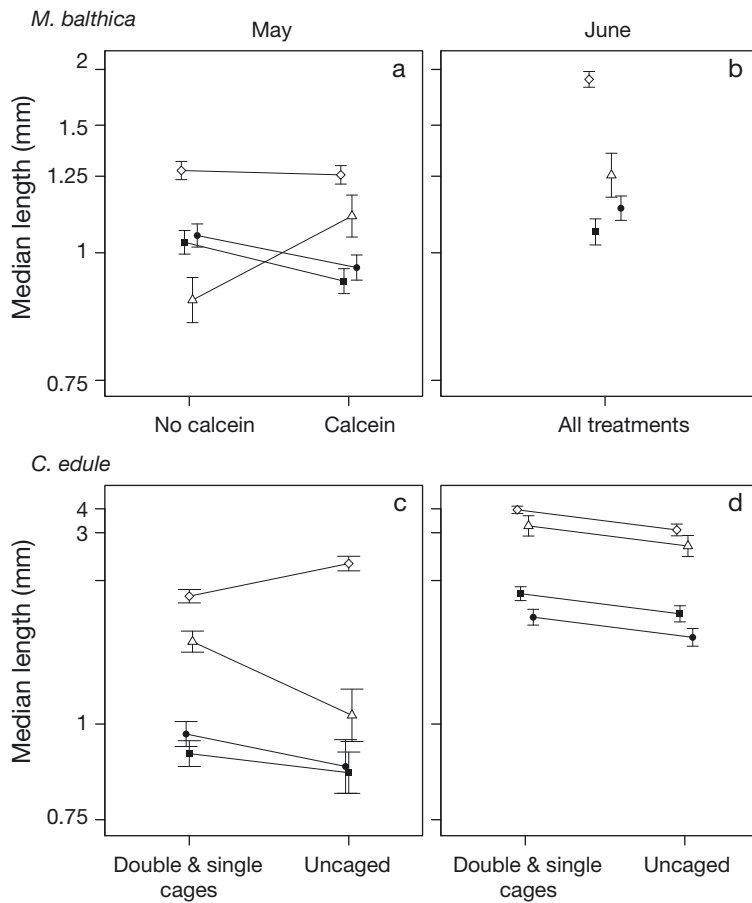 M. balthica
May
June
Median length (mm)
2
1.5
1.25
1
0.75
a
b
No calcein
Calcein
All treatments
C. edule
Median length (mm)
4
3
1
0.75
c
d
Double & single
cages
Uncaged
Double & single
cages
Uncaged